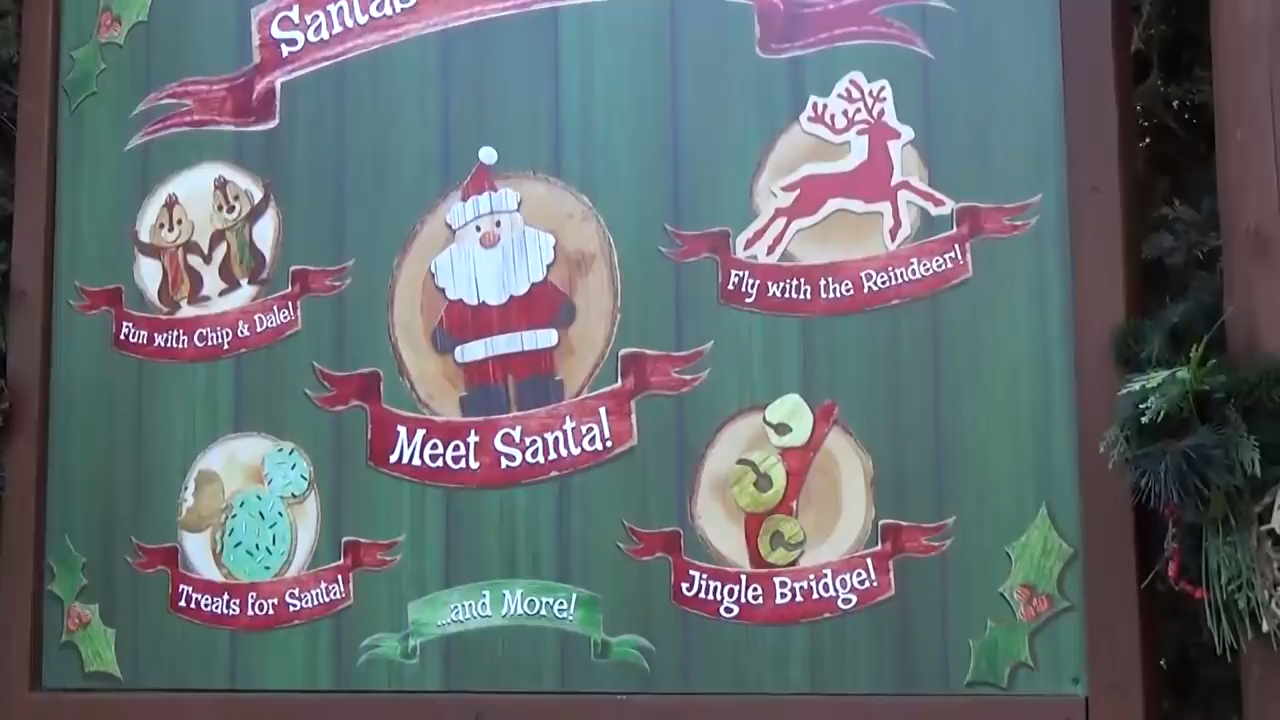 Santas
Fun with Chip & Dale!
Meet Santa!
Fly with the Reindeer!
Treats for Santa!
...and More!
Jingle Bridge!